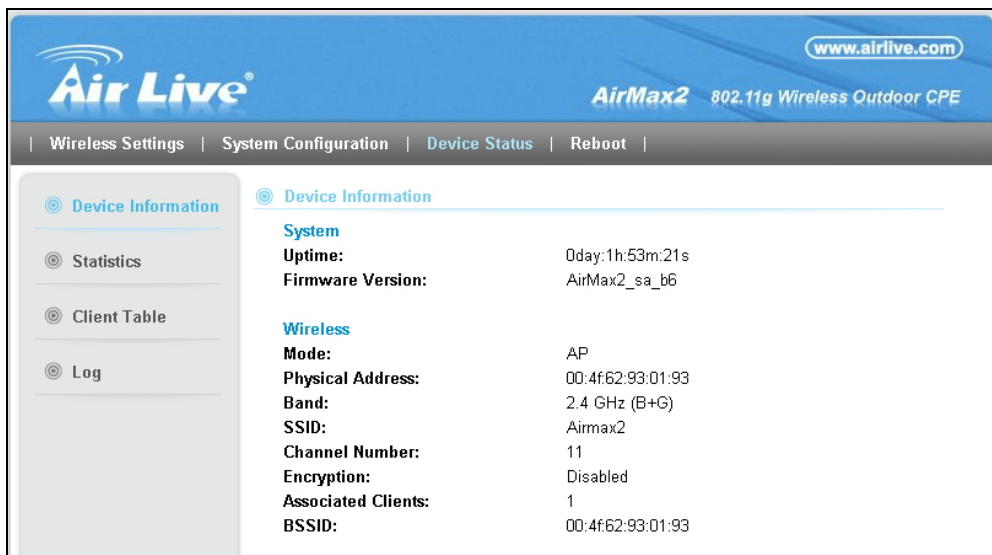 www.airlive.com
Air Live®
AirMax2 802.11g Wireless Outdoor CPE
| Wireless Settings | System Configuration | Device Status | Reboot |
Device Information
Statistics
Client Table
Log
Device Information
System
Uptime: 0day:1h:53m:21s
Firmware Version: AirMax2_sa_b6
Wireless
Mode: AP
Physical Address: 00:4f:62:93:01:93
Band: 2.4 GHz (B+G)
SSID: Airmax2
Channel Number: 11
Encryption: Disabled
Associated Clients: 1
BSSID: 00:4f:62:93:01:93